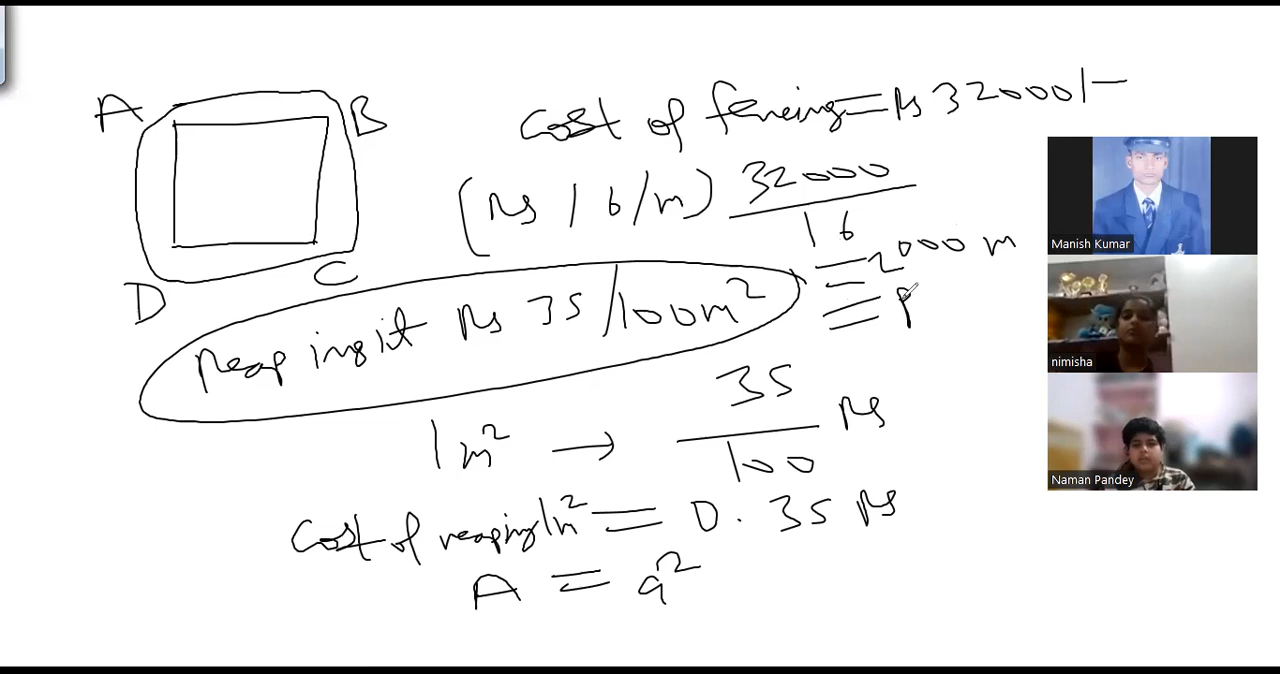 A B
D C
Cost of fencing = Rs 32000/-
(Rs 16/m) 32000
16
= 2000 m
= P
Reaping it Rs 35/100m²
1m² → 35
100 Rs
Cost of reaping 1m² = 0.35 Rs
A = a²
Manish Kumar
nimisha
Naman Pandey